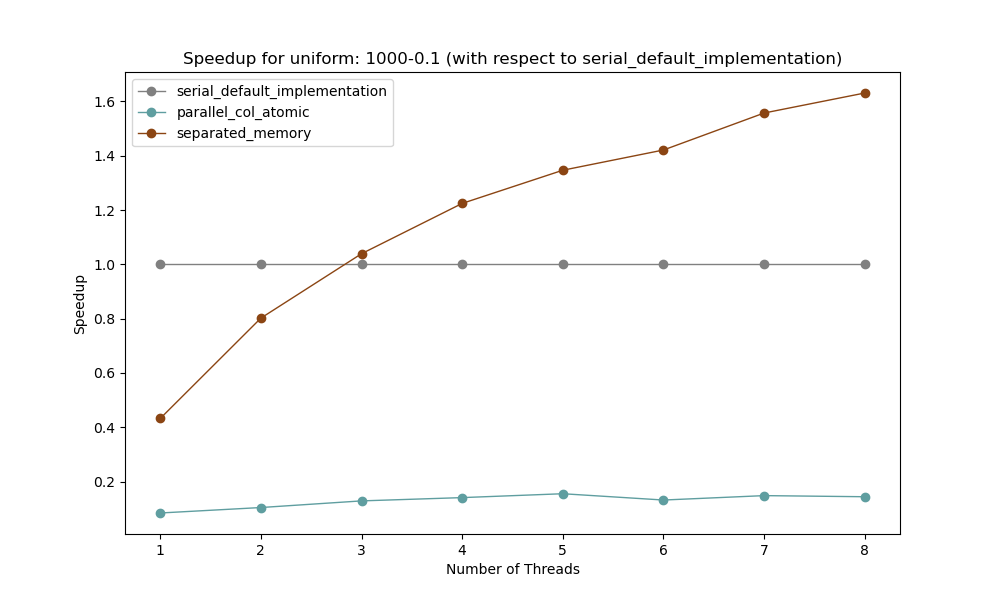 Speedup for uniform: 1000-0.1 (with respect to serial_default_implementation)
serial_default_implementation
parallel_col_atomic
separated_memory
1.6
1.4
1.2
1.0
0.8
0.6
0.4
0.2
Speedup
1 2 3 4 5 6 7 8
Number of Threads